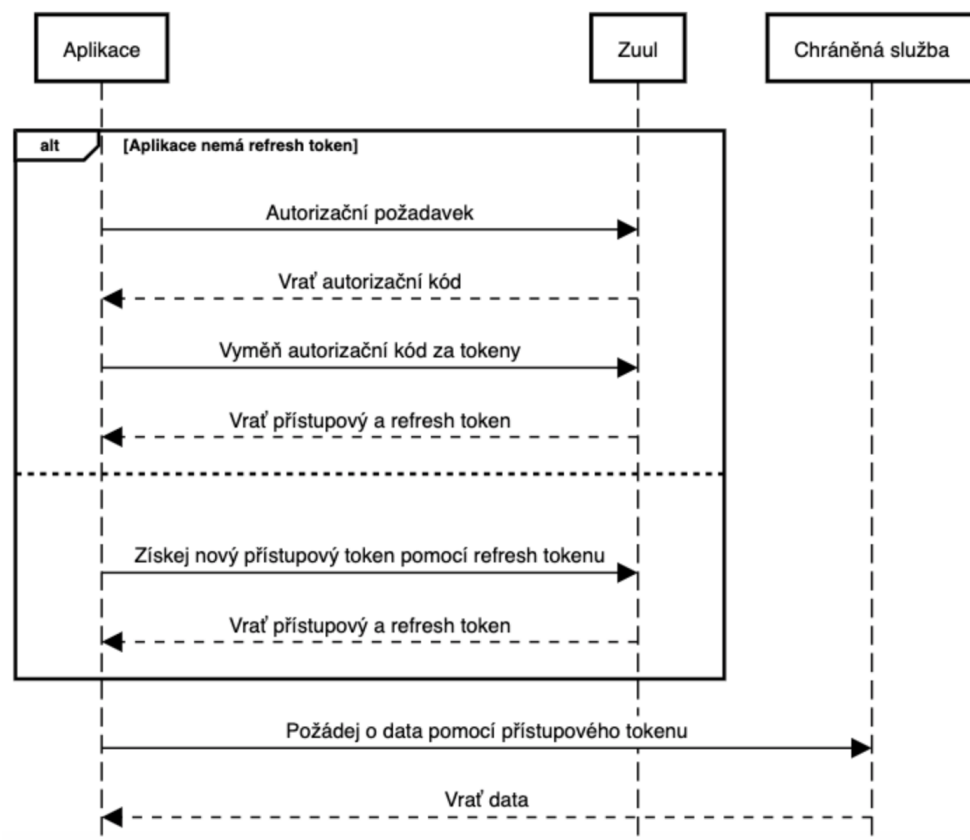 Aplikace
Zuul
Chráněná služba
alt
[Aplikace nemá refresh token]
Autorizační požadavek
Vrať autorizační kód
Vyměň autorizační kód za tokeny
Vrať přístupový a refresh token
Získej nový přístupový token pomocí refresh tokenu
Vrať přístupový a refresh token
Požádej o data pomocí přístupového tokenu
Vrať data